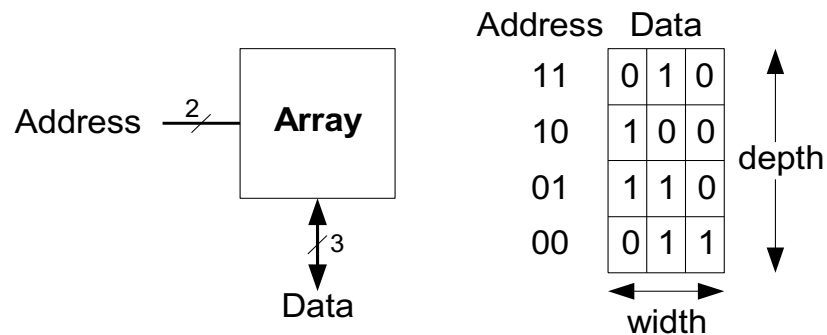 Address
2
Array
3
Data
Address Data
11 0 1 0
10 1 0 0
01 1 1 0
00 0 1 1
depth
width